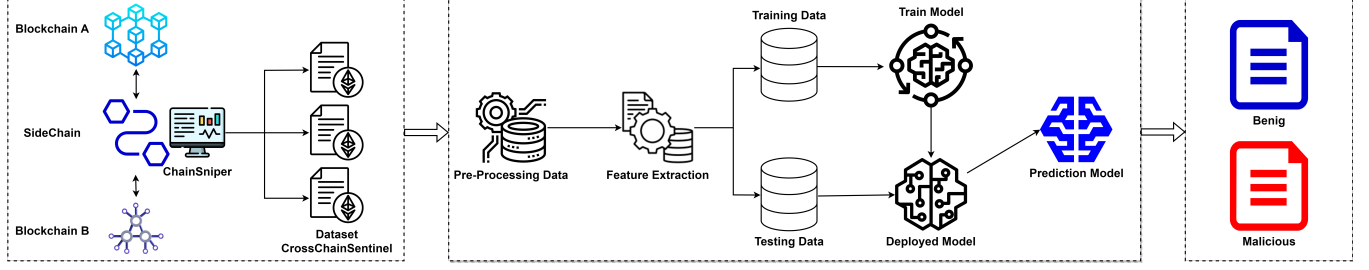 Blockchain A
SideChain
ChainSniper
Blockchain B
Dataset
CrossChainSentinel
Pre-Processing Data
Feature Extraction
Training Data
Train Model
Testing Data
Deployed Model
Prediction Model
Benig
Malicious